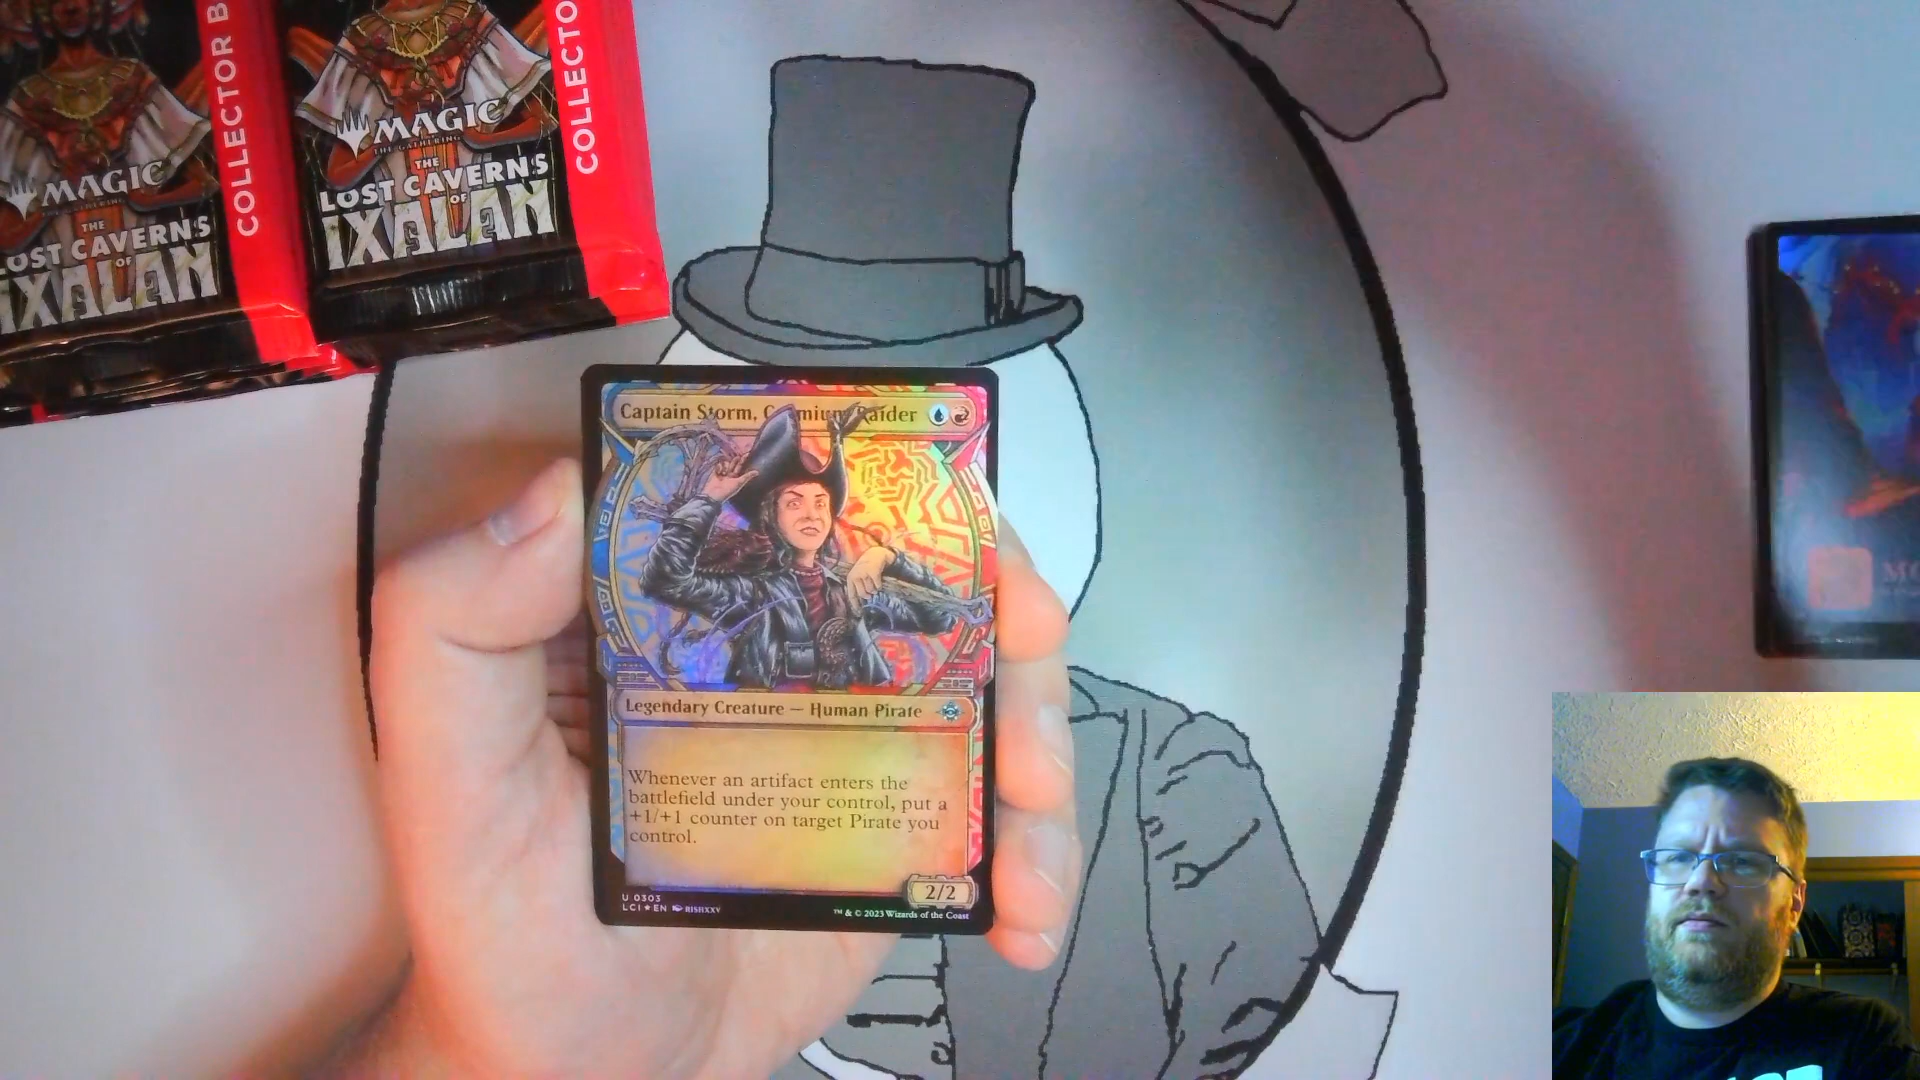 COLLECTOR B
MAGIC
THE
LOST CAVERNS
OF
IXALAN
COLLECTO
MAGIC
THE GATHERING
THE
LOST CAVERNS
OF
IXALAN
Captain Storm, Raider
Legendary Creature — Human Pirate
Whenever an artifact enters the
battlefield under your control, put a
+1/+1 counter on target Pirate you
control.
2/2
U 0303
LCI ★ EN RISHXXV
™ & © 2023 Wizards of the Coast